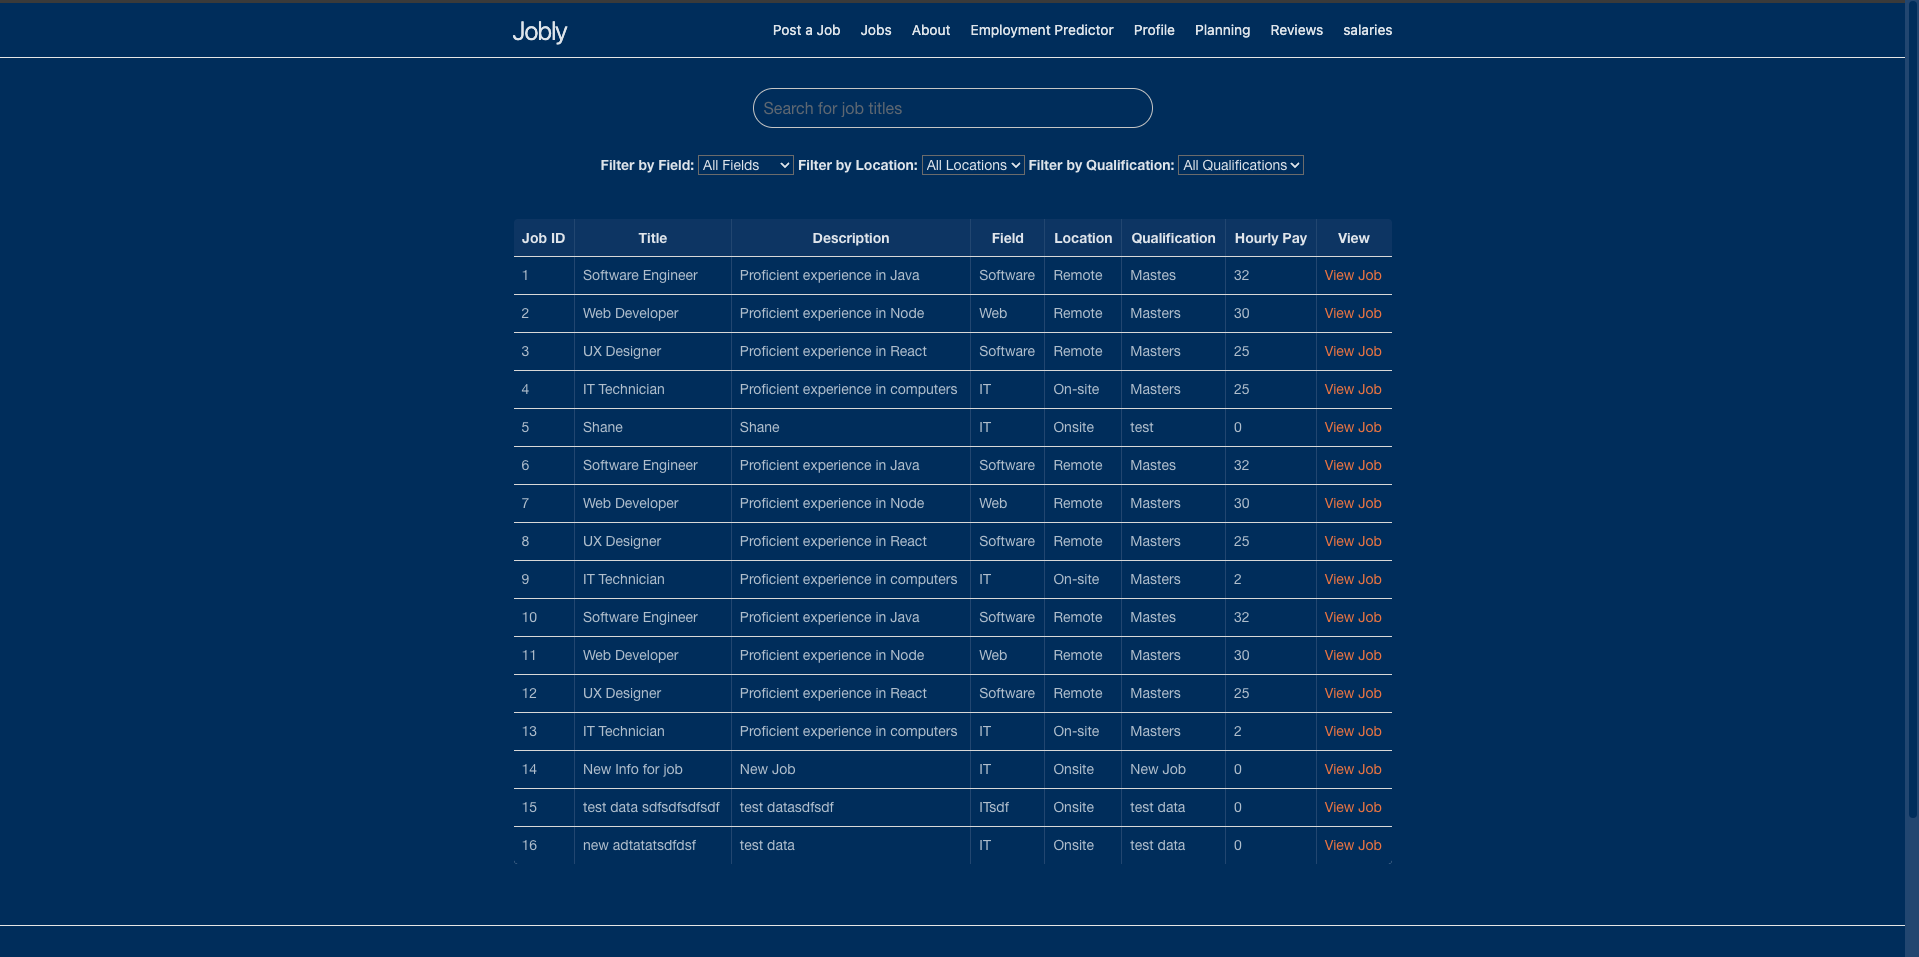 Jobly Post a Job Jobs About Employment Predictor Profile Planning Reviews salaries
Search for job titles
Filter by Field: All Fields Filter by Location: All Locations Filter by Qualification: All Qualifications
Job ID Title Description Field Location Qualification Hourly Pay View
1 Software Engineer Proficient experience in Java Software Remote Mastes 32 View Job
2 Web Developer Proficient experience in Node Web Remote Masters 30 View Job
3 UX Designer Proficient experience in React Software Remote Masters 25 View Job
4 IT Technician Proficient experience in computers IT On-site Masters 25 View Job
5 Shane Shane IT Onsite test 0 View Job
6 Software Engineer Proficient experience in Java Software Remote Mastes 32 View Job
7 Web Developer Proficient experience in Node Web Remote Masters 30 View Job
8 UX Designer Proficient experience in React Software Remote Masters 25 View Job
9 IT Technician Proficient experience in computers IT On-site Masters 2 View Job
10 Software Engineer Proficient experience in Java Software Remote Mastes 32 View Job
11 Web Developer Proficient experience in Node Web Remote Masters 30 View Job
12 UX Designer Proficient experience in React Software Remote Masters 25 View Job
13 IT Technician Proficient experience in computers IT On-site Masters 2 View Job
14 New Info for job New Job IT Onsite New Job 0 View Job
15 test data sdfsdfsdfsdf test datasdfsdf ITsdf Onsite test data 0 View Job
16 new adtatatsdfdsf test data IT Onsite test data 0 View Job